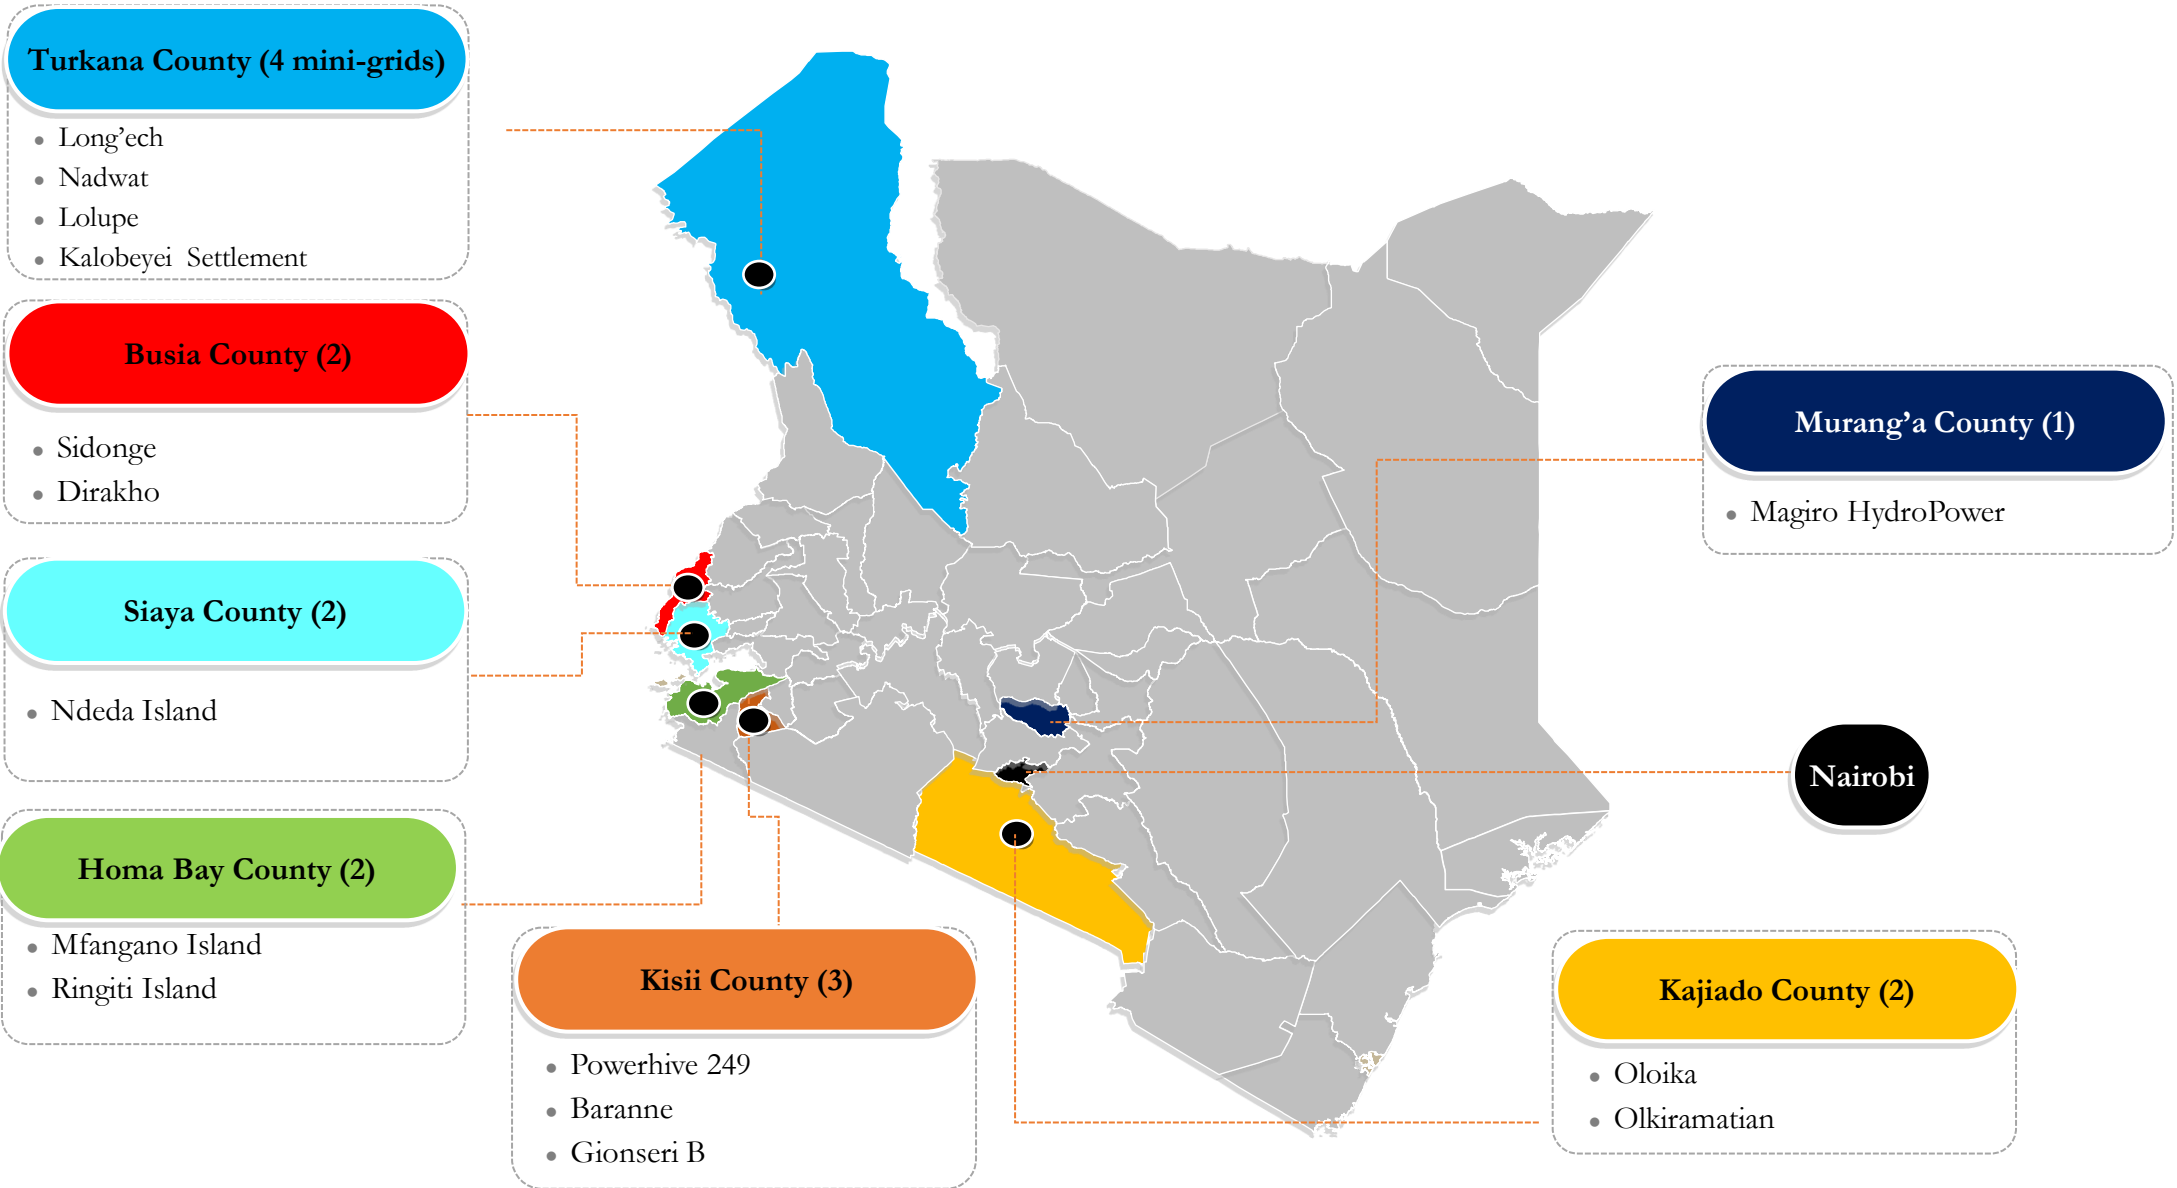 Turkana County (4 mini-grids)
• Long’ech
• Nadwat
• Lolupe
• Kalobeyei Settlement
Busia County (2)
• Sidonge
• Dirakho
Siaya County (2)
• Ndeda Island
Homa Bay County (2)
• Mfangano Island
• Ringiti Island
Kisii County (3)
• Powerhive 249
• Baranne
• Gionseri B
Murang’a County (1)
• Magiro HydroPower
Nairobi
Kajiado County (2)
• Oloika
• Olkiramatian